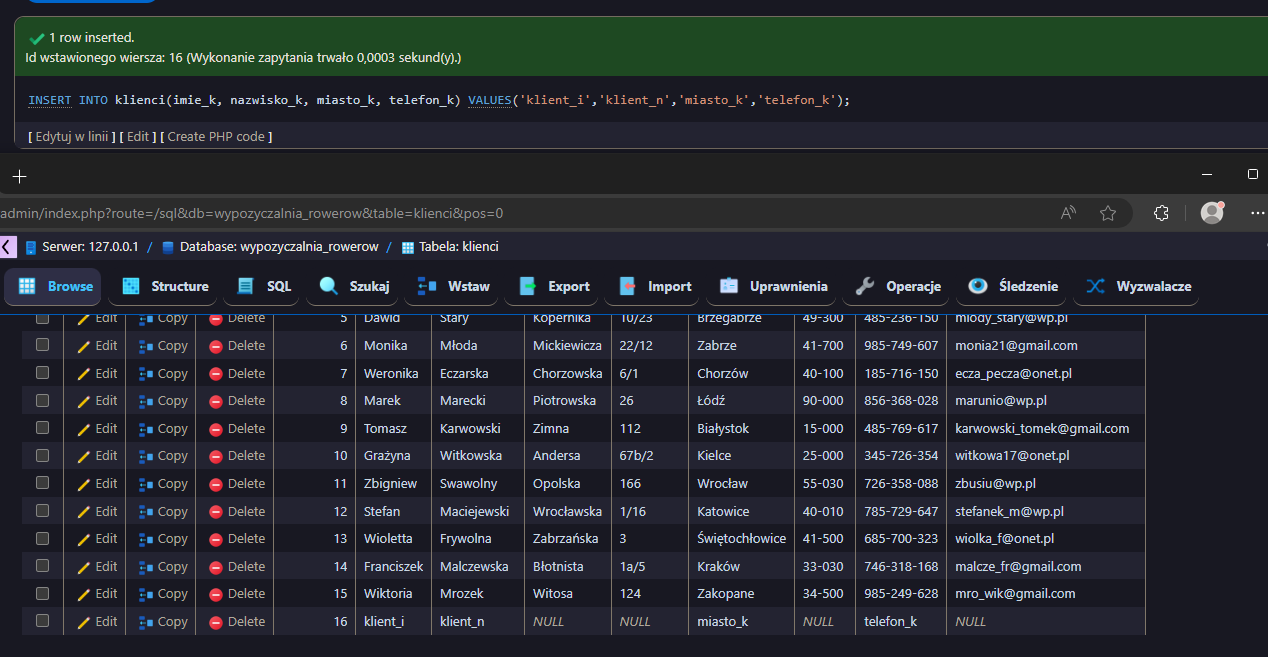 1 row inserted.
Id wstawionego wiersza: 16 (Wykonanie zapytania trwało 0,0003 sekund(y).)
INSERT INTO klienci(imie_k, nazwisko_k, miasto_k, telefon_k) VALUES('klient_i','klient_n','miasto_k','telefon_k');
[ Edytuj w linii ] [ Edit ] [ Create PHP code ]
admin/index.php?route=/sql&db=wypozyczalnia_rowerow&table=klienci&pos=0
Serwer: 127.0.0.1 / Database: wypozyczalnia_rowerow / Tabela: klienci
Browse Structure SQL Szukaj Wstaw Export Import Uprawnienia Operacje Śledzenie Wyzwalacze
Edit Copy Delete 5 Dawid Stary Kopernika 10/23 Brzegabrze 49-300 485-236-150 mlody_stary@wp.pl
Edit Copy Delete 6 Monika Młoda Mickiewicza 22/12 Zabrze 41-700 985-749-607 monia21@gmail.com
Edit Copy Delete 7 Weronika Eczarska Chorzowska 6/1 Chorzów 40-100 185-716-150 ecza_pecza@onet.pl
Edit Copy Delete 8 Marek Marecki Piotrowska 26 Łódź 90-000 856-368-028 marunio@wp.pl
Edit Copy Delete 9 Tomasz Karwowski Zimna 112 Białystok 15-000 485-769-617 karwowski_tomek@gmail.com
Edit Copy Delete 10 Grażyna Witkowska Andersa 67b/2 Kielce 25-000 345-726-354 witkowa17@onet.pl
Edit Copy Delete 11 Zbigniew Swawolny Opolska 166 Wrocław 55-030 726-358-088 zbusiu@wp.pl
Edit Copy Delete 12 Stefan Maciejewski Wrocławska 1/16 Katowice 40-010 785-729-647 stefanek_m@wp.pl
Edit Copy Delete 13 Wioletta Frywolna Zabrzańska 3 Świętochłowice 41-500 685-700-323 wiolka_f@onet.pl
Edit Copy Delete 14 Franciszek Malczewska Błotnista 1a/5 Kraków 33-030 746-318-168 malcze_fr@gmail.com
Edit Copy Delete 15 Wiktoria Mrozek Witosa 124 Zakopane 34-500 985-249-628 mro_wik@gmail.com
Edit Copy Delete 16 klient_i klient_n NULL NULL miasto_k NULL telefon_k NULL